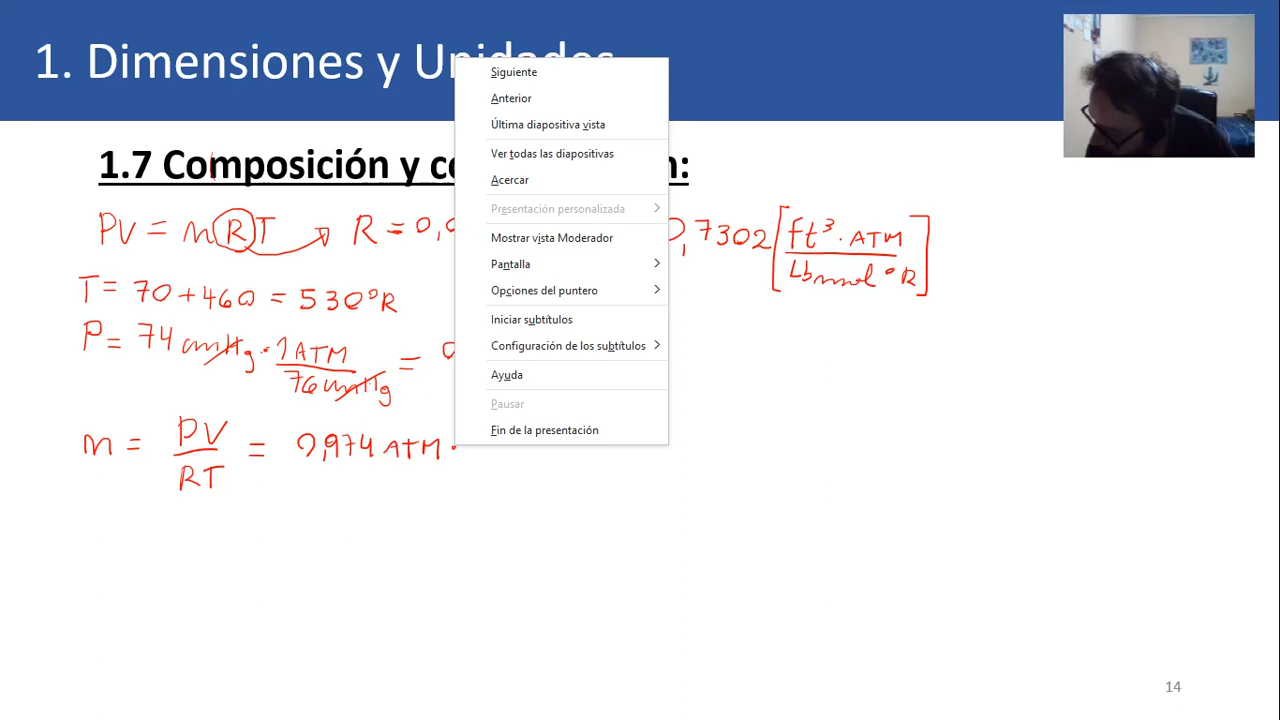 1. Dimensiones y Unidades
1.7 Composición y co n:
PV = nRT → R = 0,0 0,7302 [ft³·ATM / Lbmol °R]
T = 70 + 460 = 530°R
P = 74 cmHg · 1 ATM / 76 cmHg = 0
n = PV / RT = 0,974 ATM ·
Siguiente
Anterior
Última diapositiva vista
Ver todas las diapositivas
Acercar
Presentación personalizada
Mostrar vista Moderador
Pantalla
Opciones del puntero
Iniciar subtítulos
Configuración de los subtítulos
Ayuda
Pausar
Fin de la presentación
14